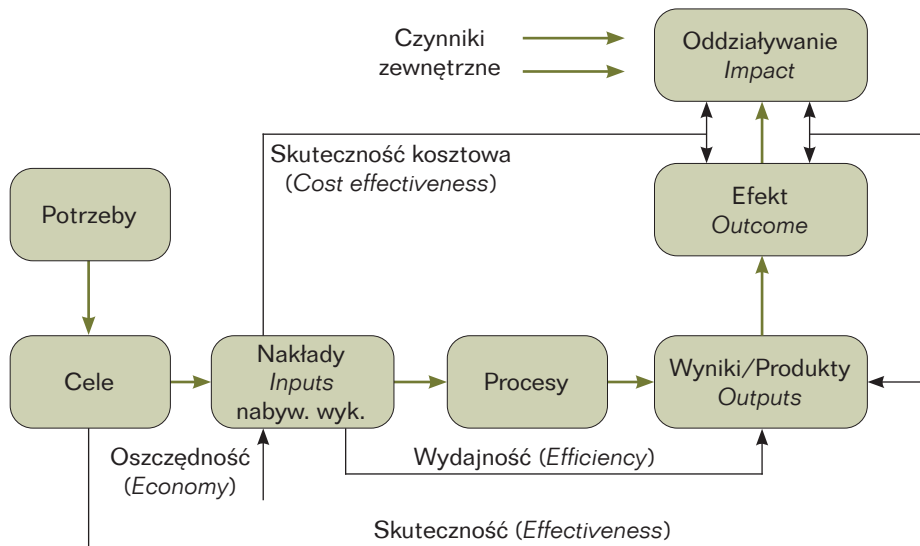 Czynniki
zewnętrzne
Oddziaływanie
Impact
Skuteczność kosztowa
(Cost effectiveness)
Efekt
Outcome
Potrzeby
Cele
Nakłady
Inputs
nabyw. wyk.
Procesy
Wyniki/Produkty
Outputs
Oszczędność
(Economy)
Wydajność (Efficiency)
Skuteczność (Effectiveness)